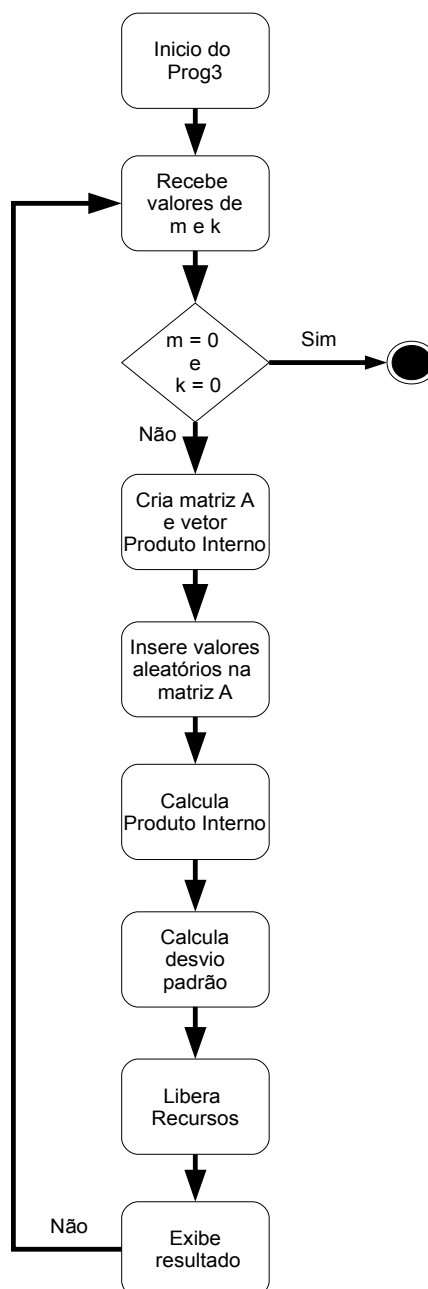 Inicio do
Prog3
Recebe
valores de
m e k
m = 0
e
k = 0
Sim
Não
Cria matriz A
e vetor
Produto Interno
Insere valores
aleatórios na
matriz A
Calcula
Produto Interno
Calcula
desvio
padrão
Libera
Recursos
Não
Exibe
resultado